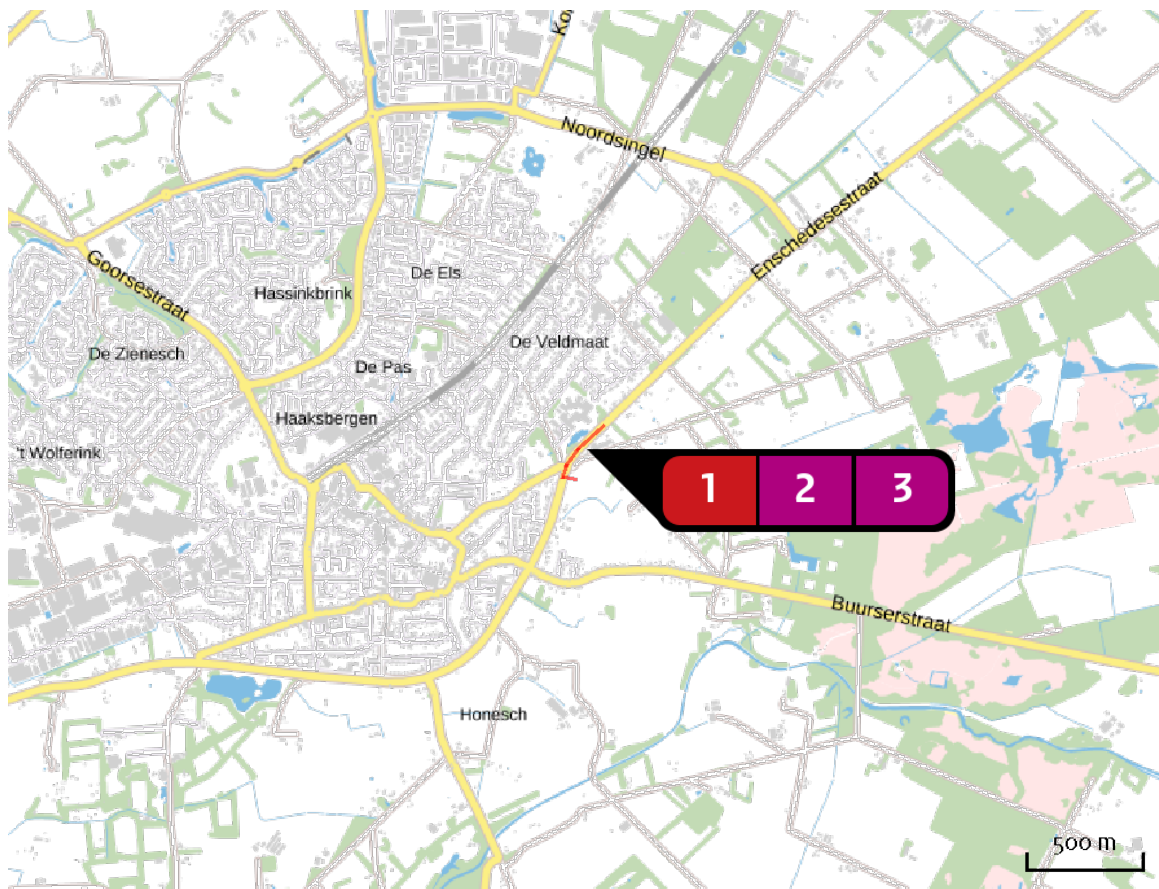 Noordsingel
Enschedesestraat
Goorsestraat
De Els
Hassinkbrink
De Veldmaat
De Zienesch
De Pas
Haaksbergen
't Wolferink
1 2 3
Buurserstraat
Honesch
500 m